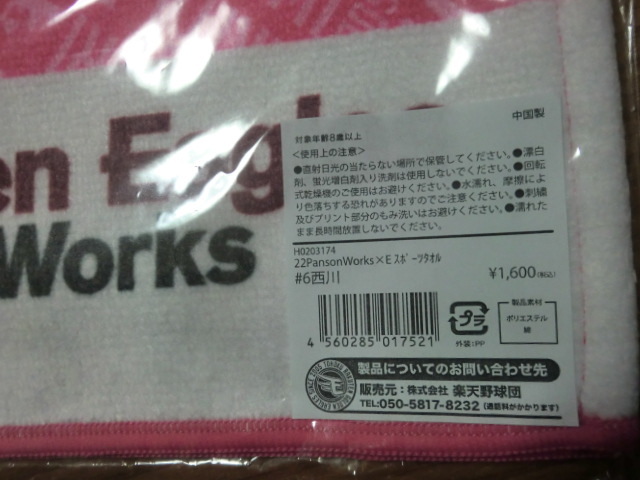 en Eagles
Works
中国製
対象年齢8歳以上
<使用上の注意>
●直射日光の当たらない場所で保管してください。●漂白
剤、蛍光増白剤入り洗剤は使用しないでください。●回転
式乾燥機のご使用はお避けください。●水濡れ、摩擦によ
り色落ちする恐れがありますのでご注意ください。●刺繍
及びプリント部分のもみ洗いはお避けください。●濡れた
まま長時間放置しないでください。
H0203174
22PansonWorks×E スポーツタオル
#6西川
¥1,600(税込)
4 560285 017521
プラ
外装:PP
製品素材
ポリエステル
綿
製品についてのお問い合わせ先
販売元:株式会社 楽天野球団
TEL:050-5817-8232 (通話料がかかります)